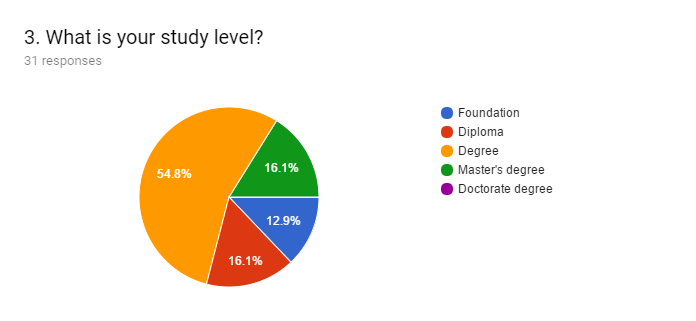 3. What is your study level?
31 responses
Foundation
Diploma
Degree
Master's degree
Doctorate degree
54.8%
16.1%
12.9%
16.1%